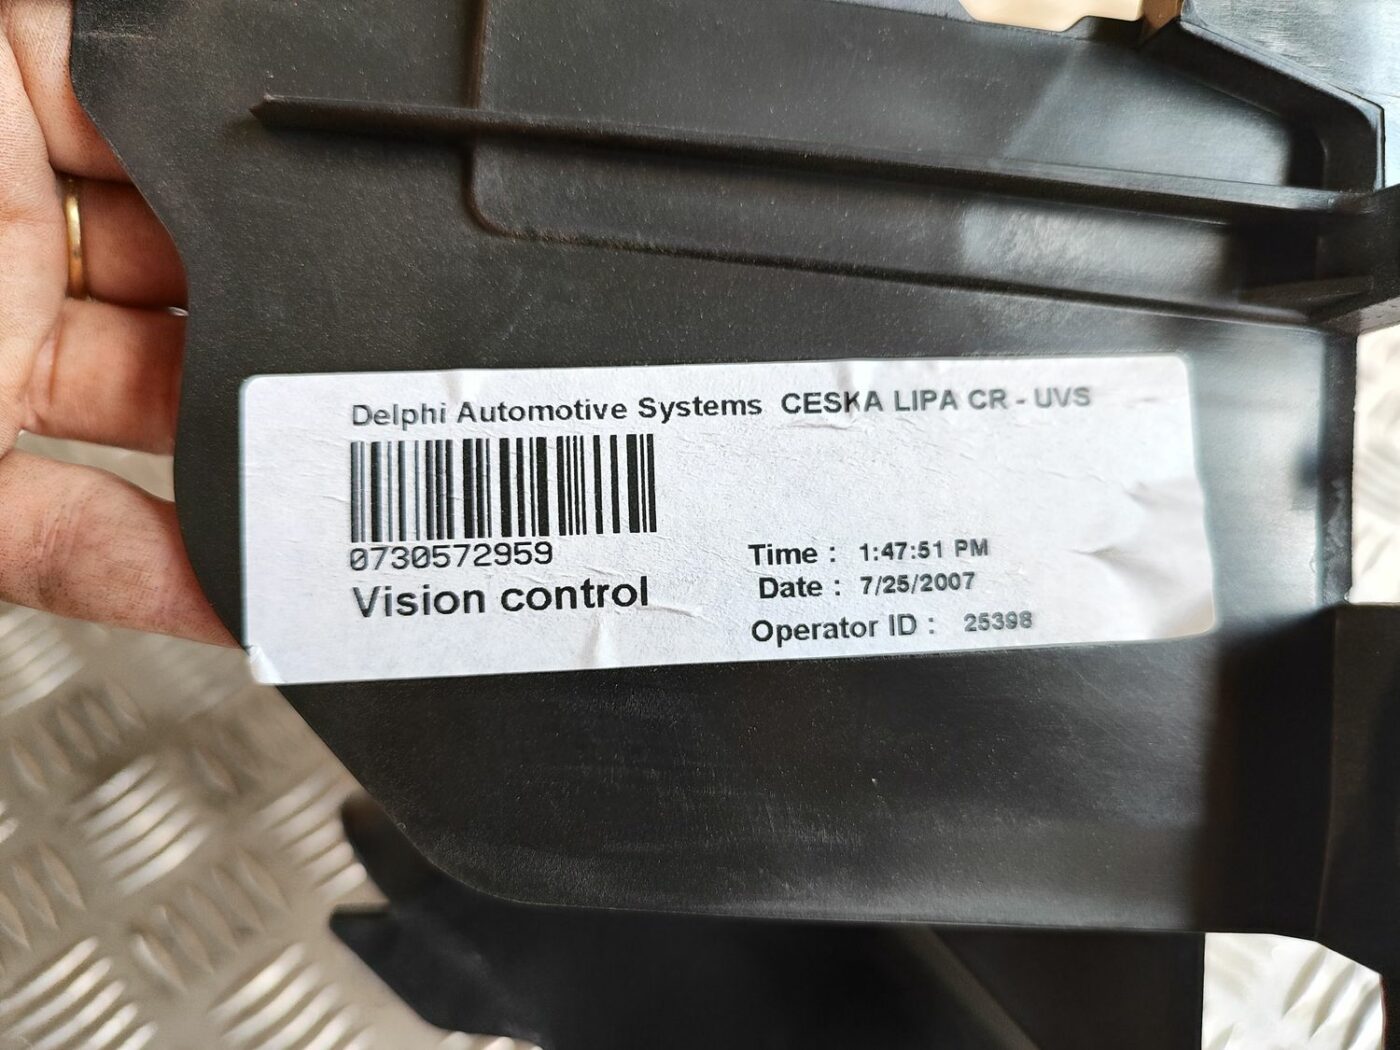 Delphi Automotive Systems CESKA LIPA CR - UVS
0730572959
Vision control
Time : 1:47:51 PM
Date : 7/25/2007
Operator ID : 25398